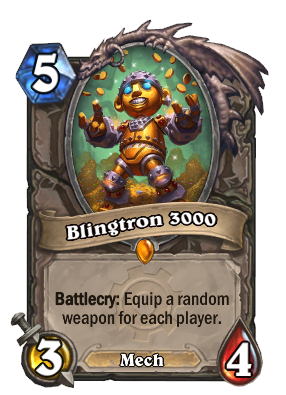 5
Blingtron 3000
Battlecry: Equip a random
weapon for each player.
3
Mech
4